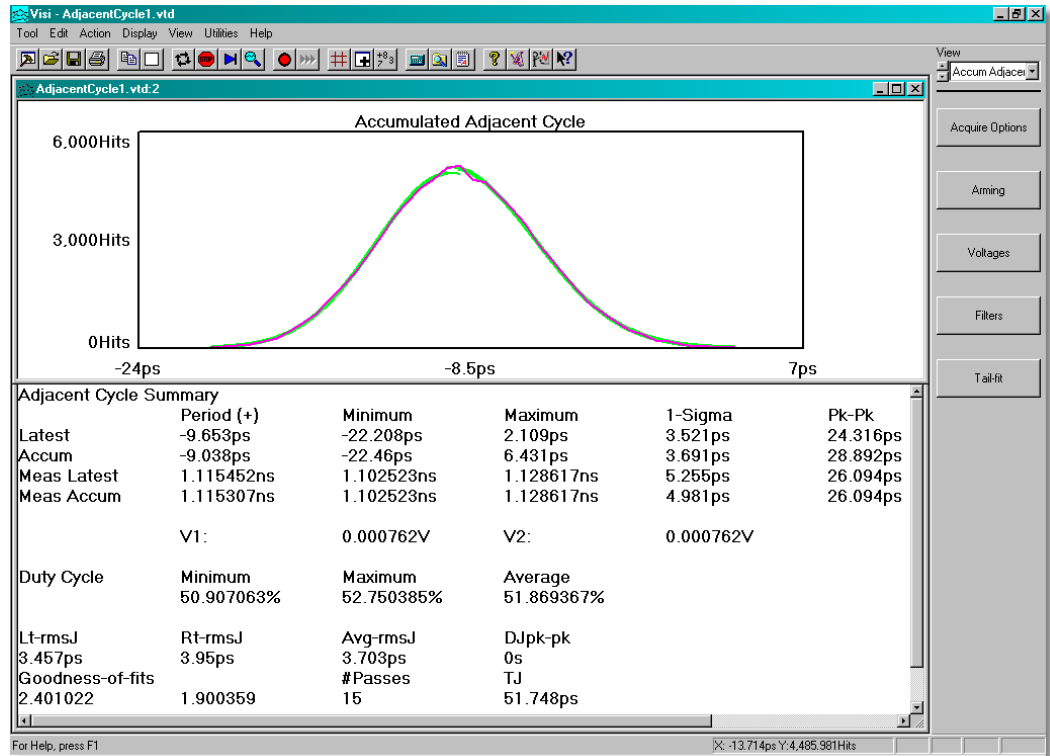 Visi - AdjacentCycle1.vtd
Tool Edit Action Display View Utilities Help
View
Accum Adjacer
AdjacentCycle1.vtd:2
Accumulated Adjacent Cycle
6,000Hits
3,000Hits
0Hits
-24ps -8.5ps 7ps
Acquire Options
Arming
Voltages
Filters
Tail-fit
Adjacent Cycle Summary
Period (+) Minimum Maximum 1-Sigma Pk-Pk
Latest -9.653ps -22.208ps 2.109ps 3.521ps 24.316ps
Accum -9.038ps -22.46ps 6.431ps 3.691ps 28.892ps
Meas Latest 1.115452ns 1.102523ns 1.128617ns 5.255ps 26.094ps
Meas Accum 1.115307ns 1.102523ns 1.128617ns 4.981ps 26.094ps
V1: 0.000762V V2: 0.000762V
Duty Cycle Minimum Maximum Average
50.907063% 52.750385% 51.869367%
Lt-rmsJ Rt-rmsJ Avg-rmsJ DJpk-pk
3.457ps 3.95ps 3.703ps 0s
Goodness-of-fits #Passes TJ
2.401022 1.900359 15 51.748ps
For Help, press F1
X: -13.714ps Y:4,485.981Hits